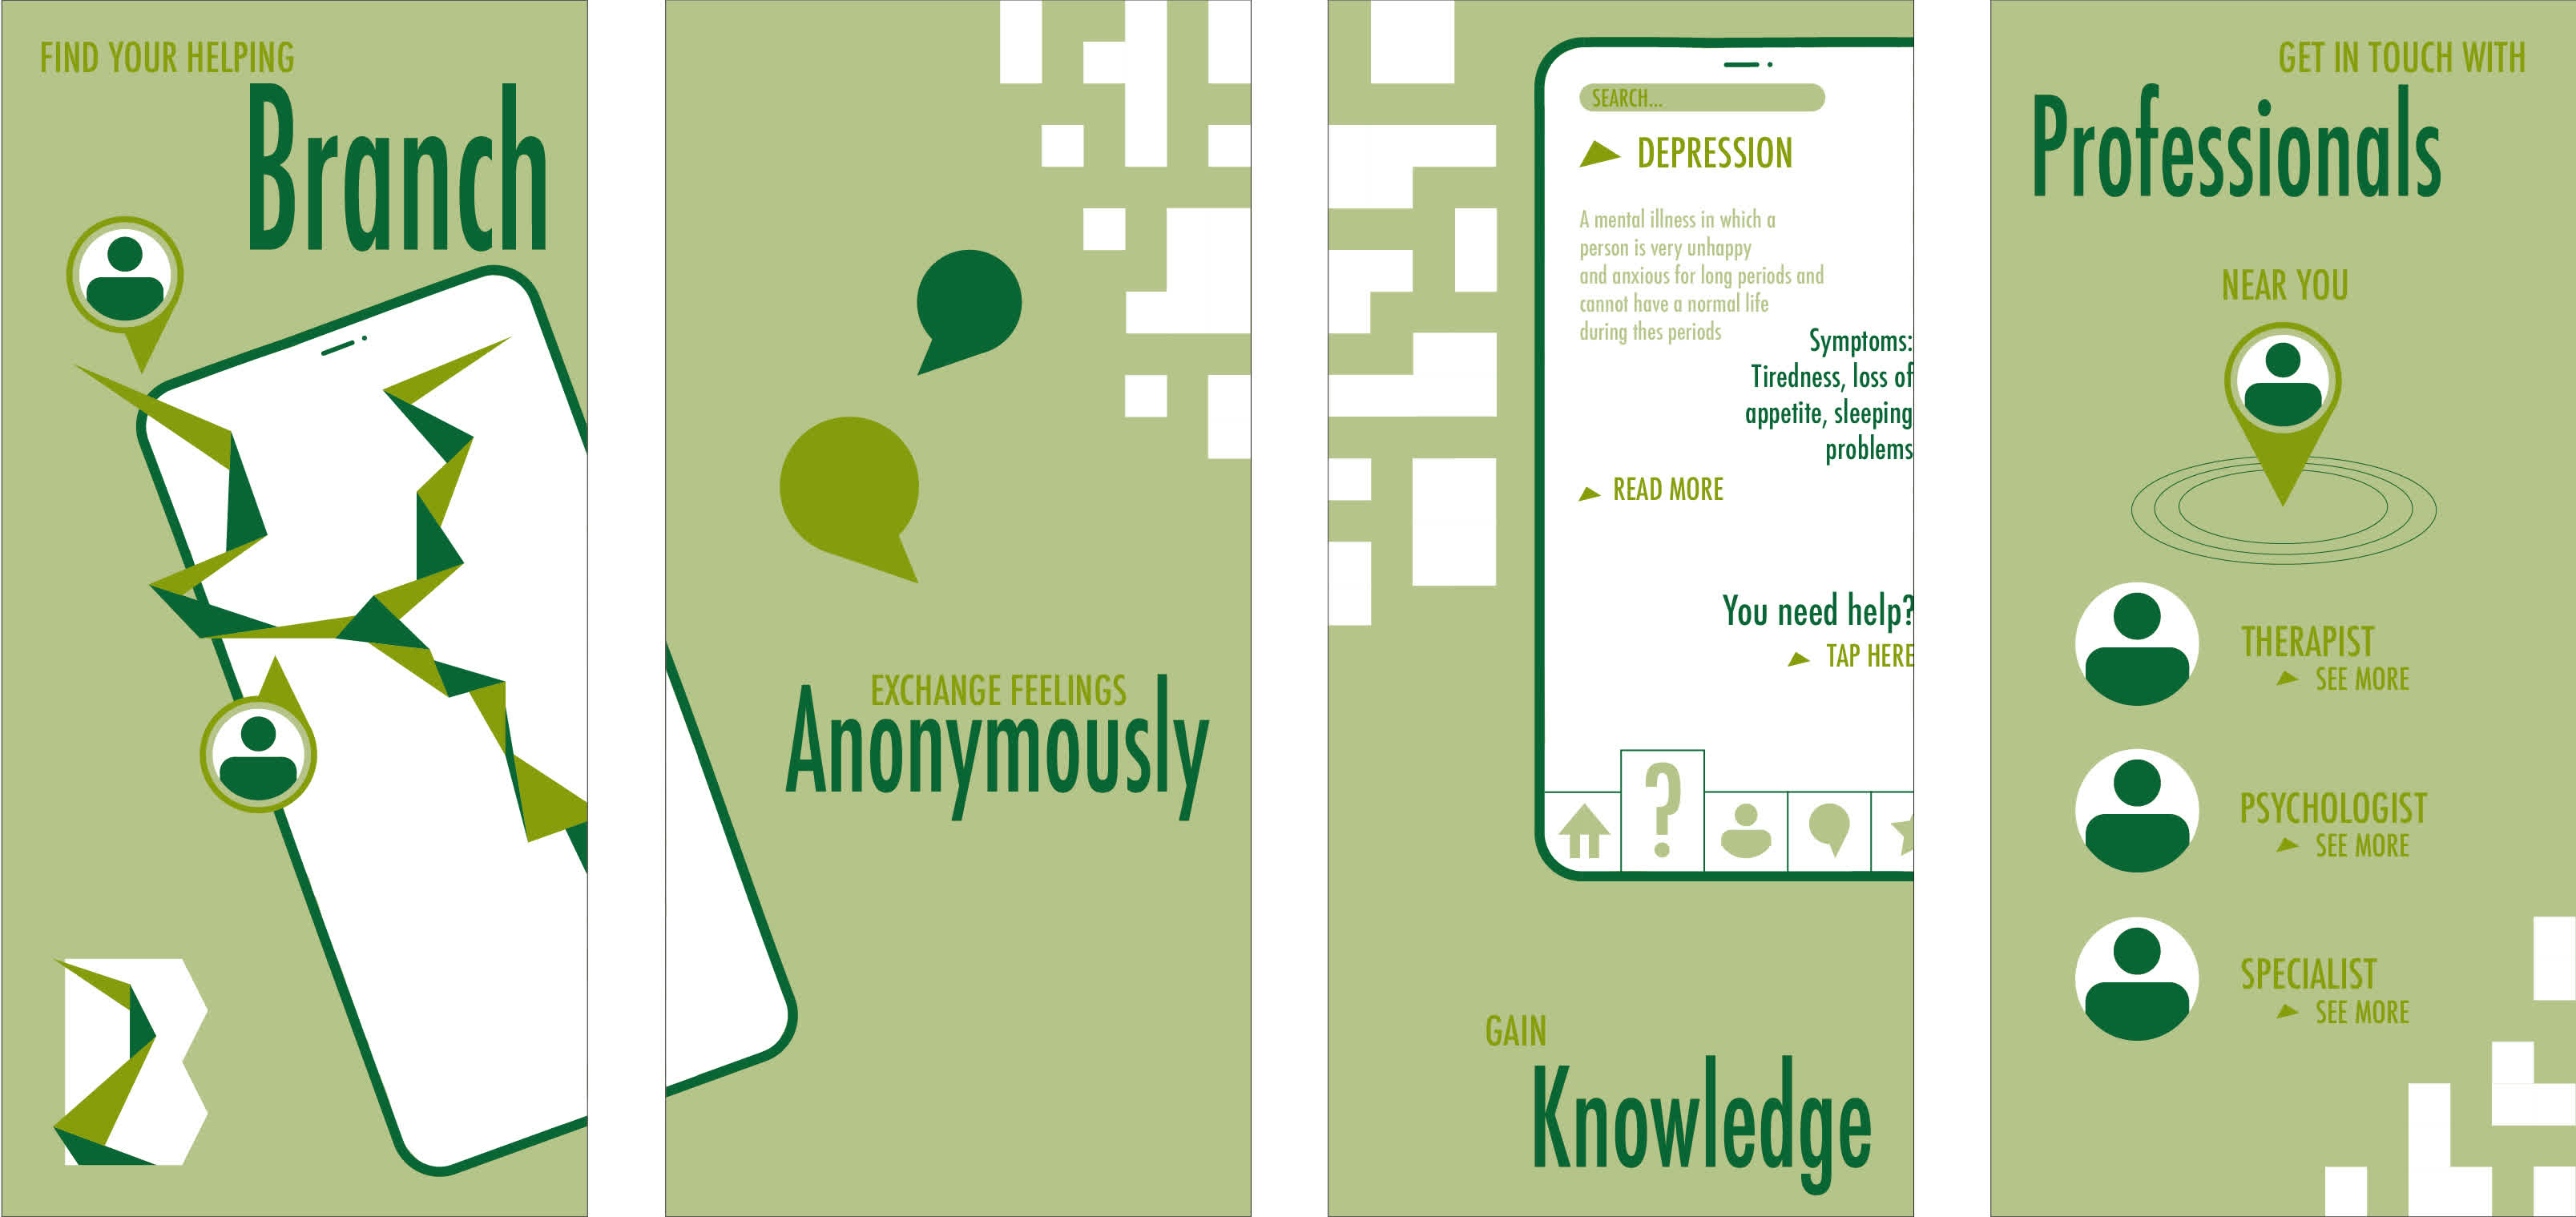 FIND YOUR HELPING
Branch
EXCHANGE FEELINGS
Anonymously
SEARCH...
DEPRESSION
A mental illness in which a
person is very unhappy
and anxious for long periods and
cannot have a normal life
during thes periods
Symptoms:
Tiredness, loss of
appetite, sleeping
problems
READ MORE
You need help?
TAP HERE
?
GAIN
Knowledge
GET IN TOUCH WITH
Professionals
NEAR YOU
THERAPIST
SEE MORE
PSYCHOLOGIST
SEE MORE
SPECIALIST
SEE MORE